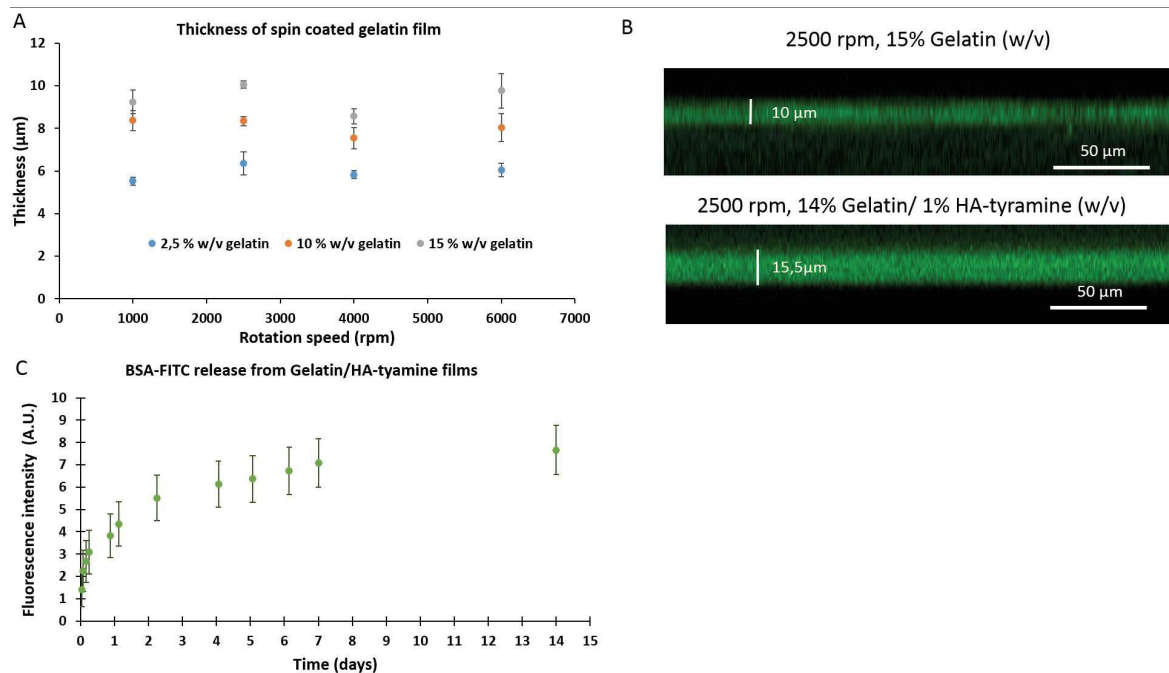 A
Thickness of spin coated gelatin film
12
10
8
6
4
2
0
Thickness (µm)
2,5 % w/v gelatin 10 % w/v gelatin 15 % w/v gelatin
0 1000 2000 3000 4000 5000 6000 7000
Rotation speed (rpm)
B
2500 rpm, 15% Gelatin (w/v)
10 µm
50 µm
2500 rpm, 14% Gelatin/ 1% HA-tyramine (w/v)
15,5µm
50 µm
C
BSA-FITC release from Gelatin/HA-tyamine films
10
9
8
7
6
5
4
3
2
1
0
Fluorescence intensity (A.U.)
0 1 2 3 4 5 6 7 8 9 10 11 12 13 14 15
Time (days)